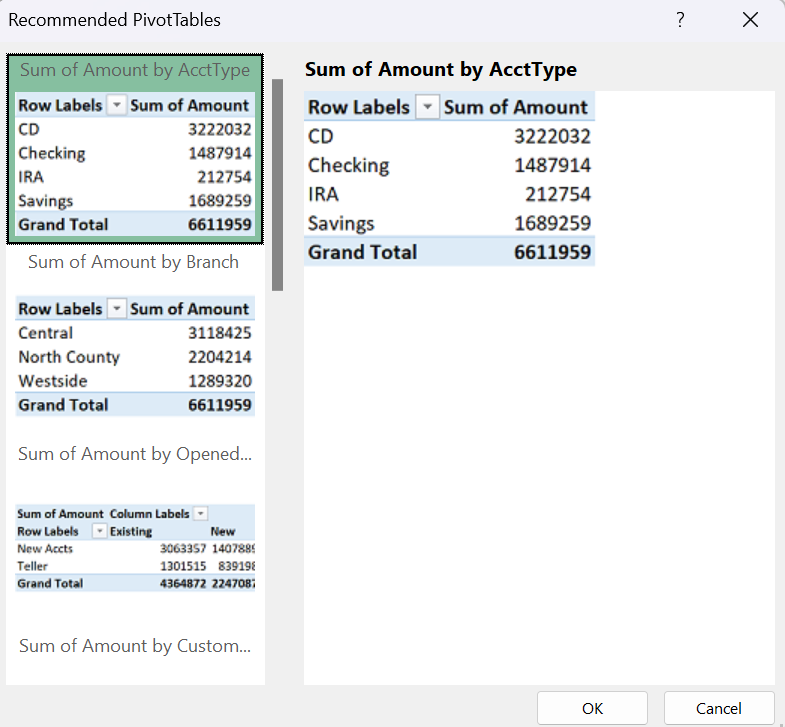 Recommended PivotTables ?
Sum of Amount by AcctType
Row Labels Sum of Amount
CD 3222032
Checking 1487914
IRA 212754
Savings 1689259
Grand Total 6611959
Sum of Amount by Branch
Row Labels Sum of Amount
Central 3118425
North County 2204214
Westside 1289320
Grand Total 6611959
Sum of Amount by Opened...
Sum of Amount Column Labels
Row Labels Existing New
New Accts 3063357 1407889
Teller 1301515 839198
Grand Total 4364872 2247087
Sum of Amount by Custom...
Sum of Amount by AcctType
Row Labels Sum of Amount
CD 3222032
Checking 1487914
IRA 212754
Savings 1689259
Grand Total 6611959
OK Cancel